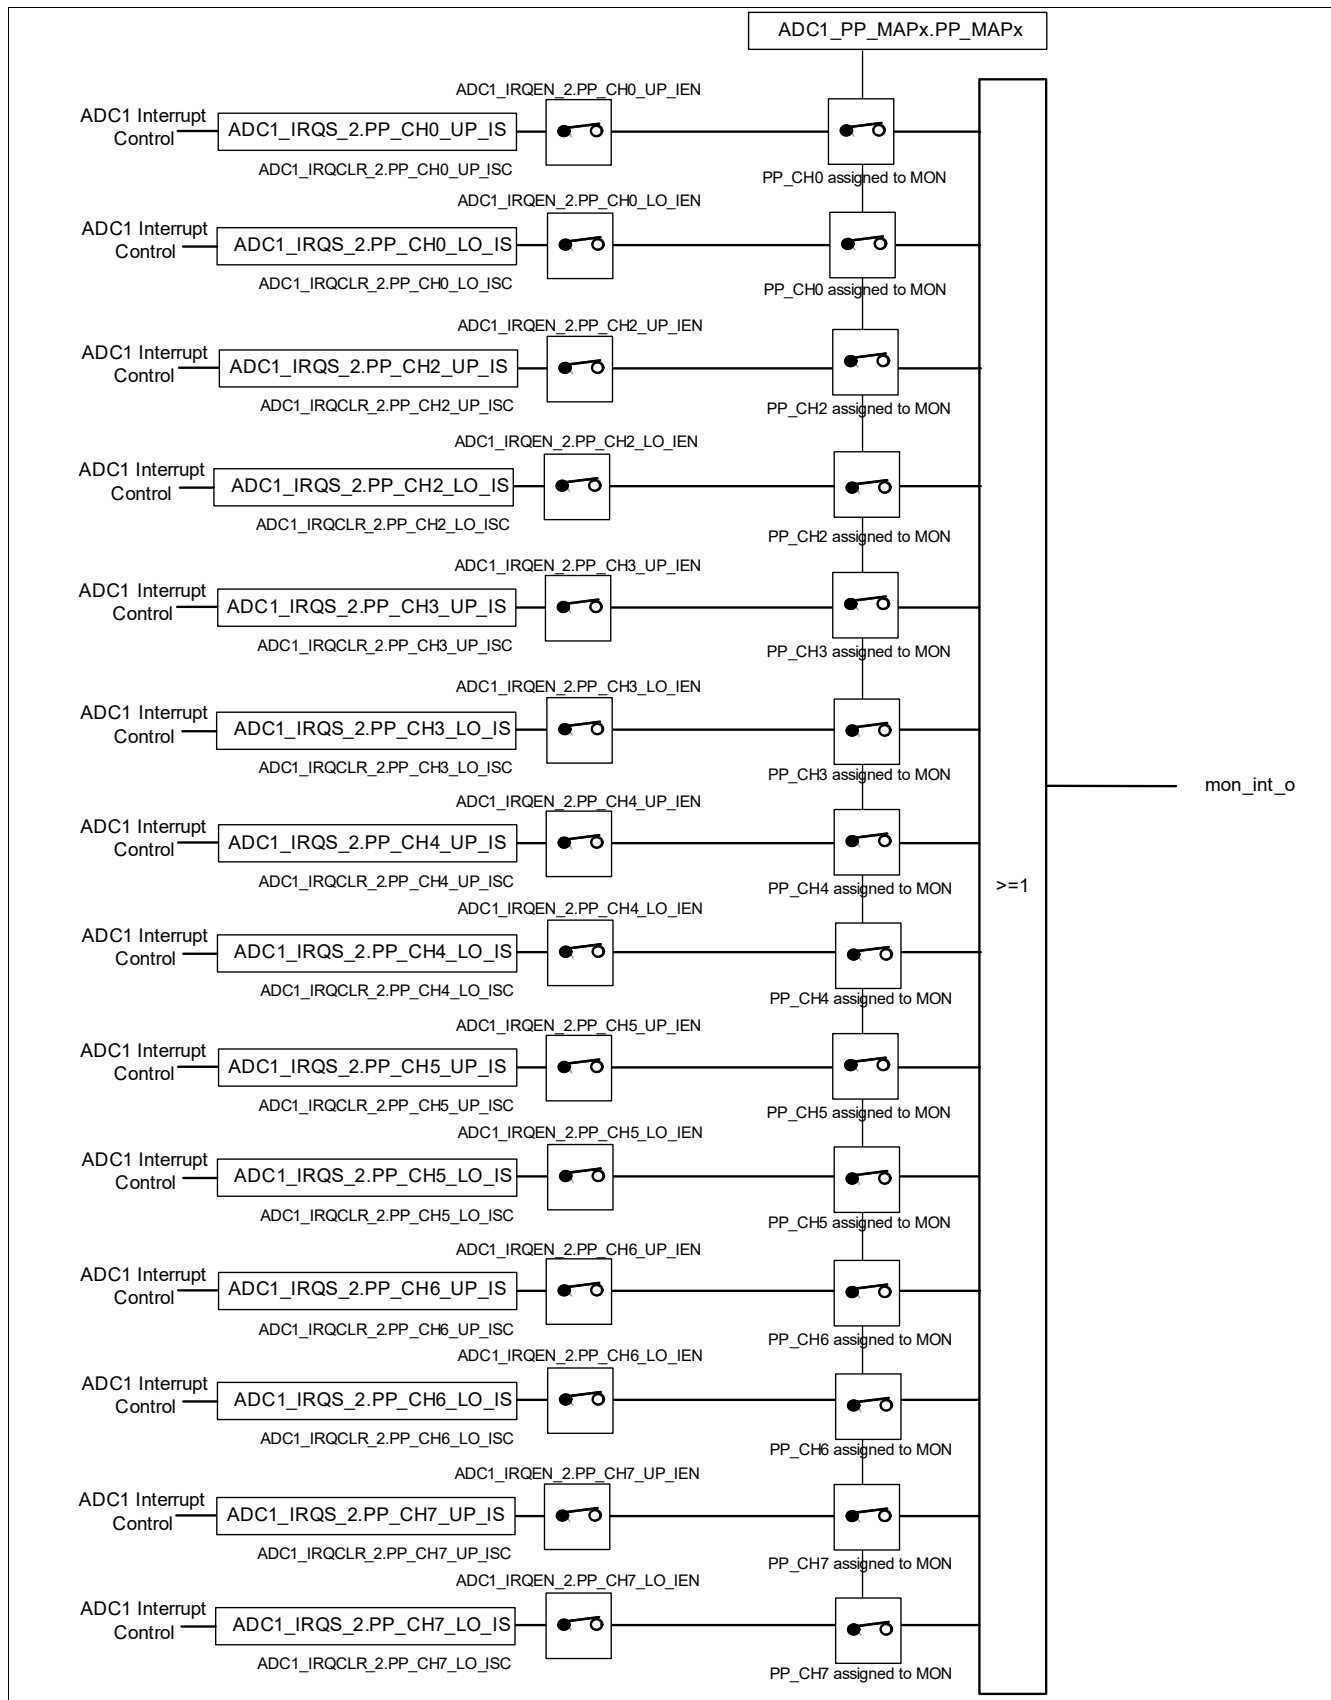 ADC1_PP_MAPx.PP_MAPx
ADC1_IRQEN_2.PP_CH0_UP_IEN
ADC1 Interrupt
Control
ADC1_IRQS_2.PP_CH0_UP_IS
ADC1_IRQCLR_2.PP_CH0_UP_ISC
PP_CH0 assigned to MON
ADC1_IRQEN_2.PP_CH0_LO_IEN
ADC1 Interrupt
Control
ADC1_IRQS_2.PP_CH0_LO_IS
ADC1_IRQCLR_2.PP_CH0_LO_ISC
PP_CH0 assigned to MON
ADC1_IRQEN_2.PP_CH2_UP_IEN
ADC1 Interrupt
Control
ADC1_IRQS_2.PP_CH2_UP_IS
ADC1_IRQCLR_2.PP_CH2_UP_ISC
PP_CH2 assigned to MON
ADC1_IRQEN_2.PP_CH2_LO_IEN
ADC1 Interrupt
Control
ADC1_IRQS_2.PP_CH2_LO_IS
ADC1_IRQCLR_2.PP_CH2_LO_ISC
PP_CH2 assigned to MON
ADC1_IRQEN_2.PP_CH3_UP_IEN
ADC1 Interrupt
Control
ADC1_IRQS_2.PP_CH3_UP_IS
ADC1_IRQCLR_2.PP_CH3_UP_ISC
PP_CH3 assigned to MON
ADC1_IRQEN_2.PP_CH3_LO_IEN
ADC1 Interrupt
Control
ADC1_IRQS_2.PP_CH3_LO_IS
ADC1_IRQCLR_2.PP_CH3_LO_ISC
PP_CH3 assigned to MON
mon_int_o
ADC1_IRQEN_2.PP_CH4_UP_IEN
ADC1 Interrupt
Control
ADC1_IRQS_2.PP_CH4_UP_IS
ADC1_IRQCLR_2.PP_CH4_UP_ISC
PP_CH4 assigned to MON
>=1
ADC1_IRQEN_2.PP_CH4_LO_IEN
ADC1 Interrupt
Control
ADC1_IRQS_2.PP_CH4_LO_IS
ADC1_IRQCLR_2.PP_CH4_LO_ISC
PP_CH4 assigned to MON
ADC1_IRQEN_2.PP_CH5_UP_IEN
ADC1 Interrupt
Control
ADC1_IRQS_2.PP_CH5_UP_IS
ADC1_IRQCLR_2.PP_CH5_UP_ISC
PP_CH5 assigned to MON
ADC1_IRQEN_2.PP_CH5_LO_IEN
ADC1 Interrupt
Control
ADC1_IRQS_2.PP_CH5_LO_IS
ADC1_IRQCLR_2.PP_CH5_LO_ISC
PP_CH5 assigned to MON
ADC1_IRQEN_2.PP_CH6_UP_IEN
ADC1 Interrupt
Control
ADC1_IRQS_2.PP_CH6_UP_IS
ADC1_IRQCLR_2.PP_CH6_UP_ISC
PP_CH6 assigned to MON
ADC1_IRQEN_2.PP_CH6_LO_IEN
ADC1 Interrupt
Control
ADC1_IRQS_2.PP_CH6_LO_IS
ADC1_IRQCLR_2.PP_CH6_LO_ISC
PP_CH6 assigned to MON
ADC1_IRQEN_2.PP_CH7_UP_IEN
ADC1 Interrupt
Control
ADC1_IRQS_2.PP_CH7_UP_IS
ADC1_IRQCLR_2.PP_CH7_UP_ISC
PP_CH7 assigned to MON
ADC1_IRQEN_2.PP_CH7_LO_IEN
ADC1 Interrupt
Control
ADC1_IRQS_2.PP_CH7_LO_IS
ADC1_IRQCLR_2.PP_CH7_LO_ISC
PP_CH7 assigned to MON